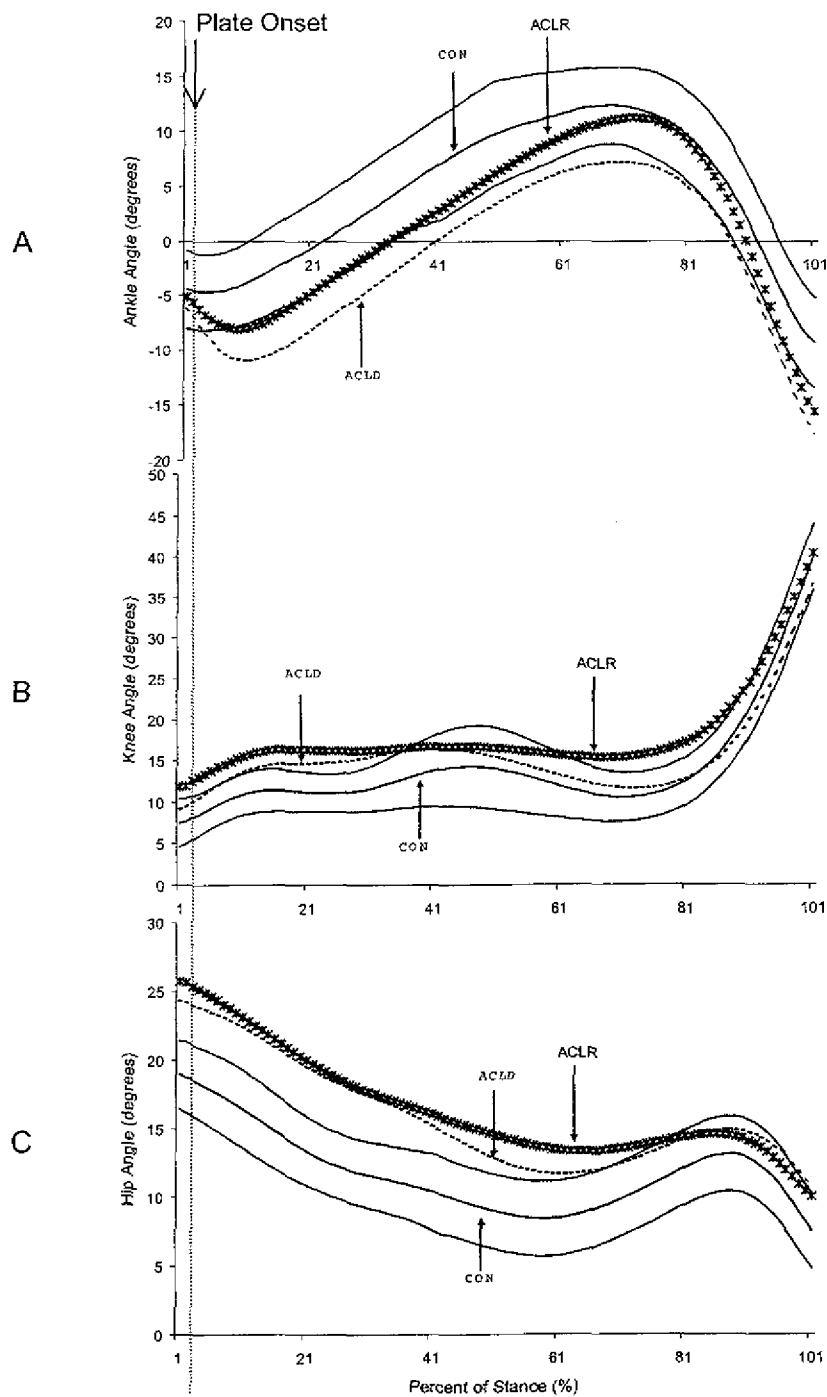 Plate Onset
20
15
10
5
0
-5
-10
-15
-20
Ankle Angle (degrees)
A
CON
ACLR
ACLD
1
21
41
61
81
101
50
45
40
35
30
25
20
15
10
5
0
Knee Angle (degrees)
B
ACLD
ACLR
CON
1
21
41
61
81
101
30
25
20
15
10
5
0
Hip Angle (degrees)
C
ACLD
ACLR
CON
1
21
41
61
81
101
Percent of Stance (%)